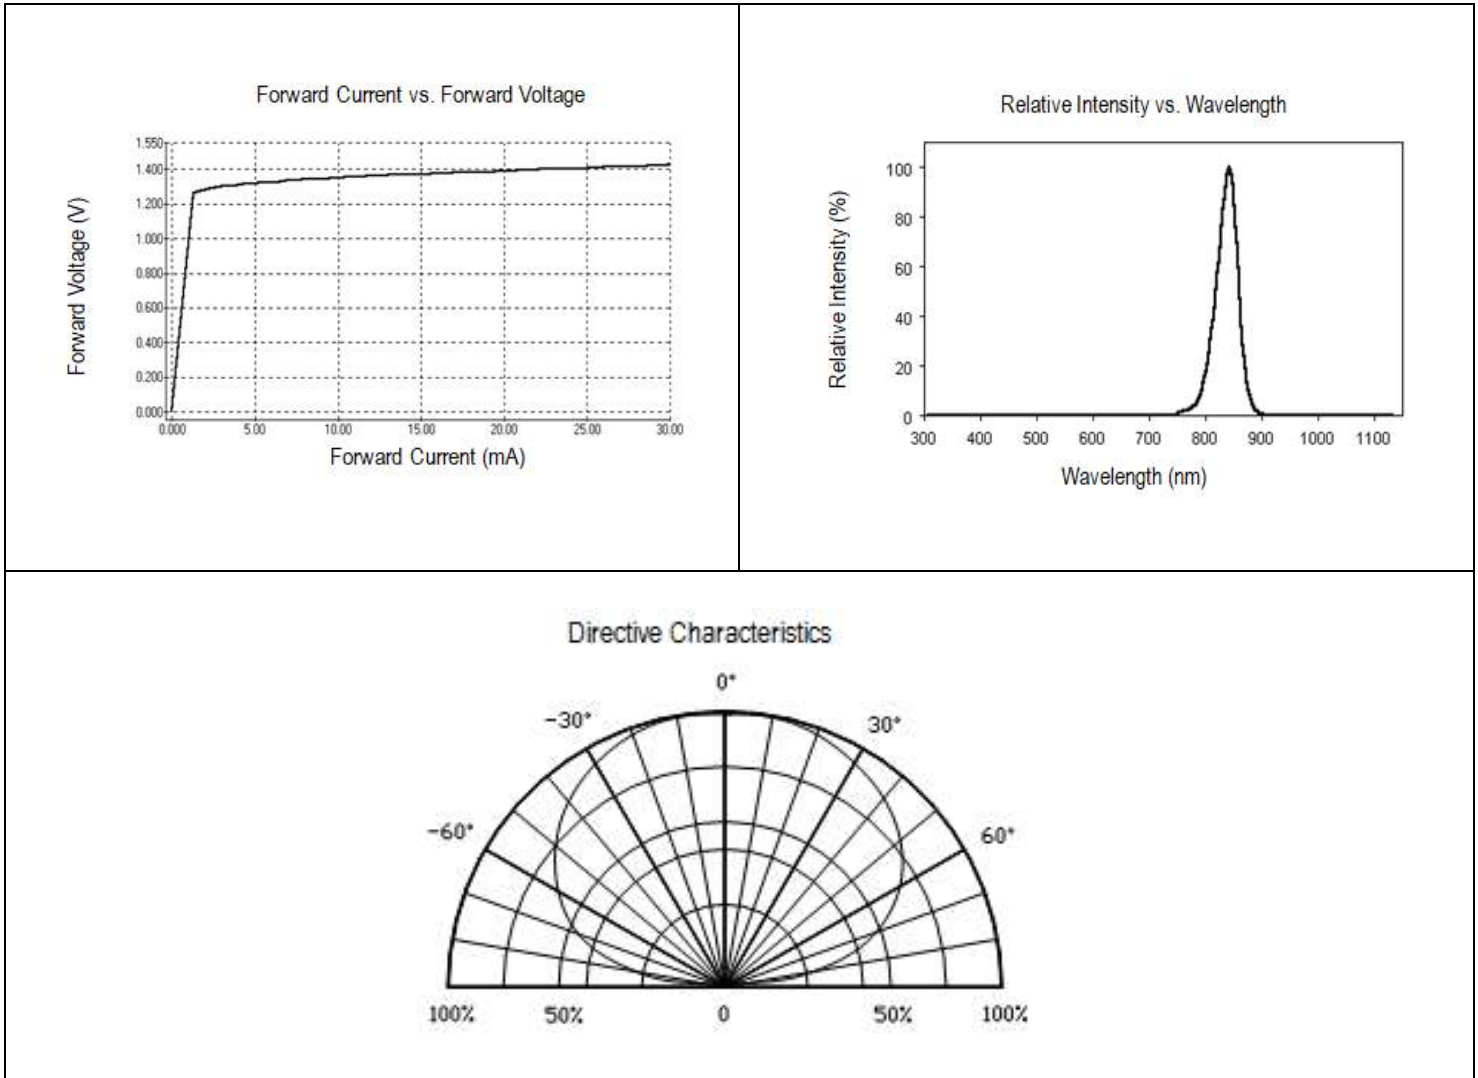 Forward Current vs. Forward Voltage
1.550
1.400
1.200
1.000
0.800
0.600
0.400
0.200
0.000
Forward Voltage (V)
0.000 5.00 10.00 15.00 20.00 25.00 30.00
Forward Current (mA)
Relative Intensity vs. Wavelength
100
80
60
40
20
0
Relative Intensity (%)
300 400 500 600 700 800 900 1000 1100
Wavelength (nm)
Directive Characteristics
0°
-30° 30°
-60° 60°
100% 50% 0 50% 100%